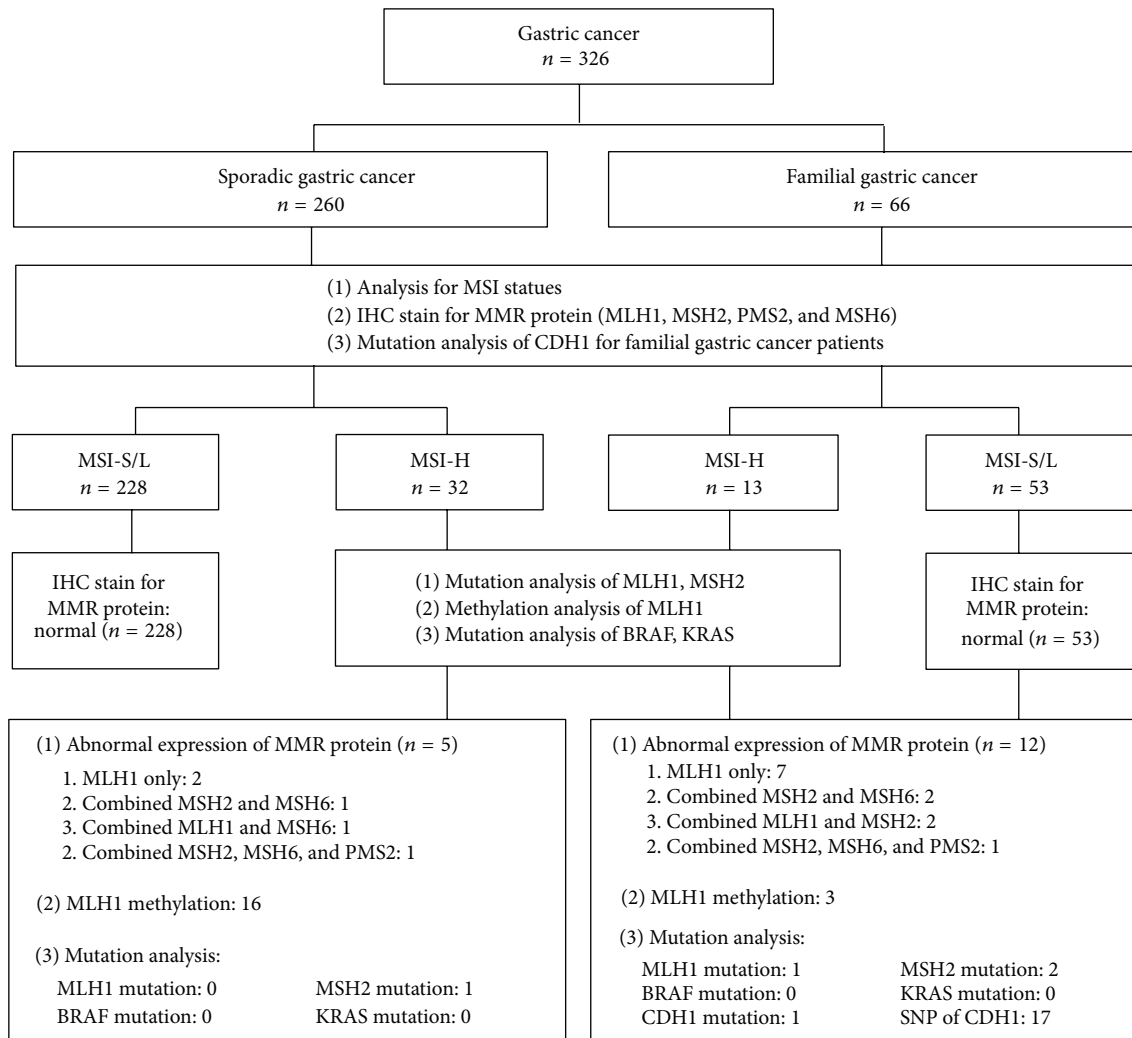 Gastric cancer
n = 326
Sporadic gastric cancer
n = 260
Familial gastric cancer
n = 66
(1) Analysis for MSI statues
(2) IHC stain for MMR protein (MLH1, MSH2, PMS2, and MSH6)
(3) Mutation analysis of CDH1 for familial gastric cancer patients
MSI-S/L
n = 228
MSI-H
n = 32
MSI-H
n = 13
MSI-S/L
n = 53
IHC stain for
MMR protein:
normal (n = 228)
(1) Mutation analysis of MLH1, MSH2
(2) Methylation analysis of MLH1
(3) Mutation analysis of BRAF, KRAS
IHC stain for
MMR protein:
normal (n = 53)
(1) Abnormal expression of MMR protein (n = 5)
1. MLH1 only: 2
2. Combined MSH2 and MSH6: 1
3. Combined MLH1 and MSH6: 1
2. Combined MSH2, MSH6, and PMS2: 1
(2) MLH1 methylation: 16
(3) Mutation analysis:
MLH1 mutation: 0 MSH2 mutation: 1
BRAF mutation: 0 KRAS mutation: 0
(1) Abnormal expression of MMR protein (n = 12)
1. MLH1 only: 7
2. Combined MSH2 and MSH6: 2
3. Combined MLH1 and MSH2: 2
2. Combined MSH2, MSH6, and PMS2: 1
(2) MLH1 methylation: 3
(3) Mutation analysis:
MLH1 mutation: 1 MSH2 mutation: 2
BRAF mutation: 0 KRAS mutation: 0
CDH1 mutation: 1 SNP of CDH1: 17